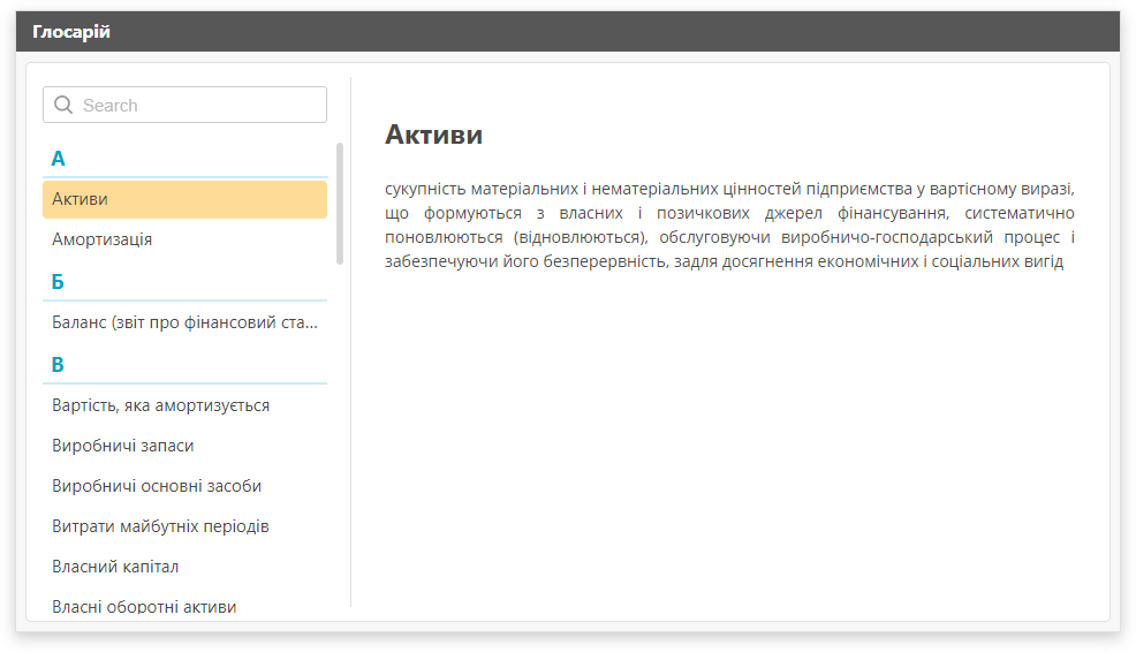 Глосарій
Search
А
Активи
Амортизація
Б
Баланс (звіт про фінансовий ста...
В
Вартість, яка амортизується
Виробничі запаси
Виробничі основні засоби
Витрати майбутніх періодів
Власний капітал
Власні оборотні активи
Активи
сукупність матеріальних і нематеріальних цінностей підприємства у вартісному виразі,
що формуються з власних і позичкових джерел фінансування, систематично
поновлюються (відновлюються), обслуговуючи виробничо-господарський процес і
забезпечуючи його безперервність, задля досягнення економічних і соціальних вигід